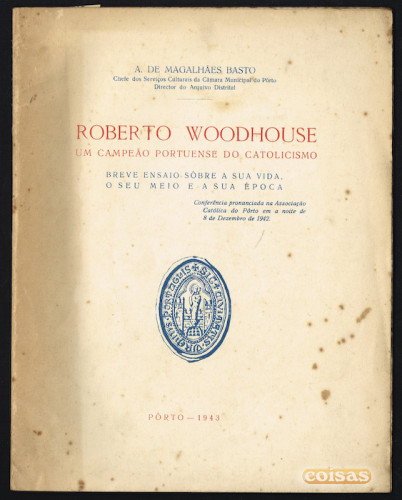 A. DE MAGALHÃES BASTO
Chefe dos Serviços Culturais da Câmara Municipal do Pôrto
Director do Arquivo Distrital
ROBERTO WOODHOUSE
UM CAMPEÃO PORTUENSE DO CATOLICISMO
BREVE ENSAIO SÔBRE A SUA VIDA,
O SEU MEIO E A SUA ÉPOCA
Conferência pronunciada na Associação
Católica do Pôrto em a noite de
8 de Dezembro de 1942.
PÔRTO — 1943
coisas